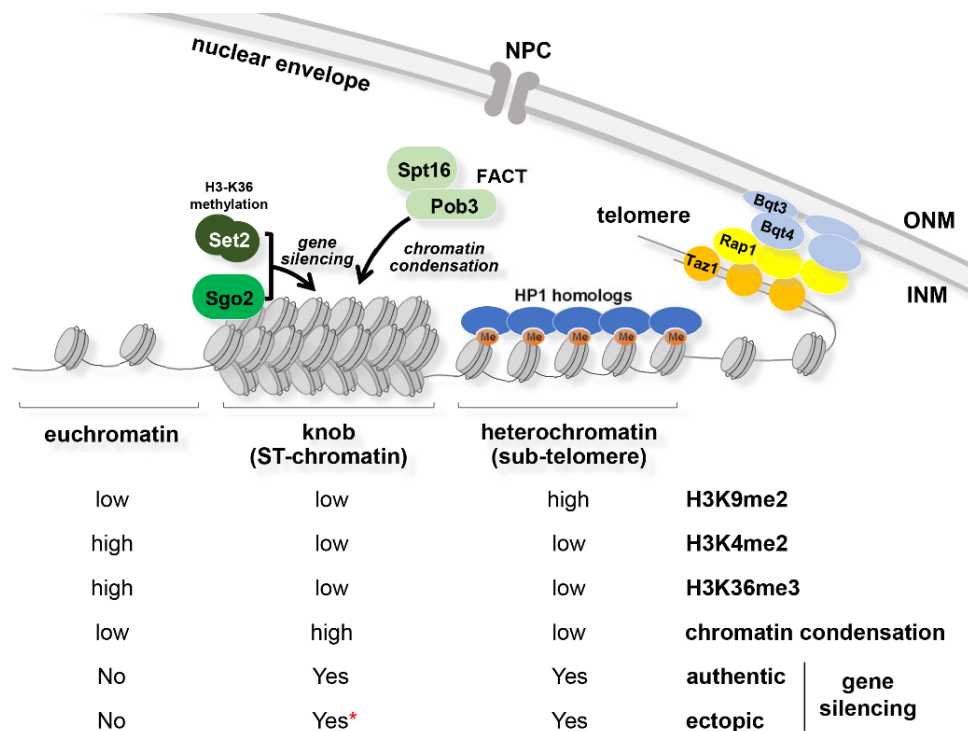 nuclear envelope
NPC
Spt16
FACT
Pob3
H3-K36
methylation
Set2
gene
silencing
chromatin
condensation
Sgo2
telomere
Bqt3
Bqt4
Rap1
Taz1
ONM
INM
HP1 homologs
Me Me Me Me Me
euchromatin
knob
(ST-chromatin)
heterochromatin
(sub-telomere)
low low high H3K9me2
high low low H3K4me2
high low low H3K36me3
low high low chromatin condensation
No Yes Yes authentic
gene
silencing
No Yes* Yes ectopic